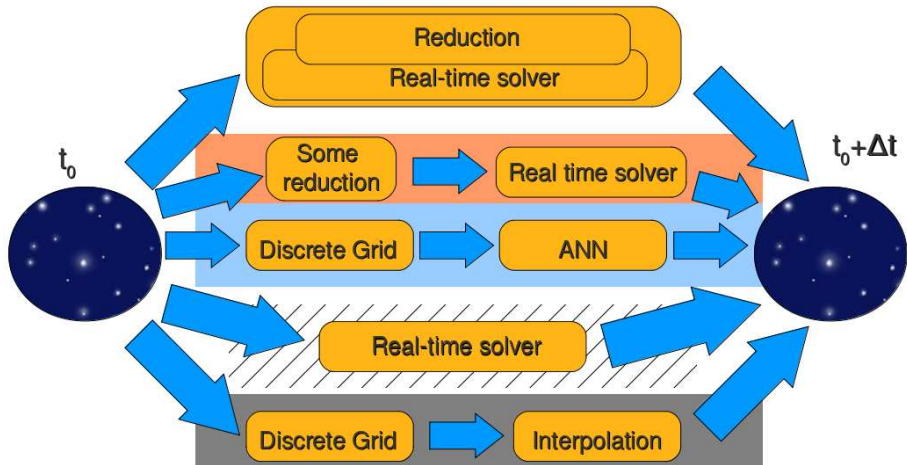 Reduction
Real-time solver
t₀
t₀+Δt
Some
reduction
Real time solver
Discrete Grid
ANN
Real-time solver
Discrete Grid
Interpolation